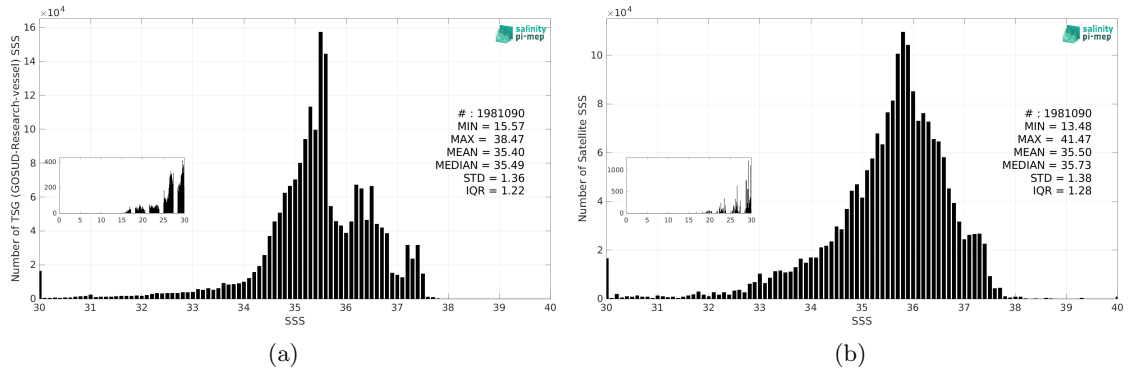 ×10⁴
16
14
12
10
8
6
4
2
0
Number of TSG (GOSUD-Research-vessel) SSS
salinity
pi-mep
# : 1981090
MIN = 15.57
MAX = 38.47
MEAN = 35.40
MEDIAN = 35.49
STD = 1.36
IQR = 1.22
400
200
0
0 5 10 15 20 25 30
30 31 32 33 34 35 36 37 38 39 40
SSS
(a)
×10⁴
10
8
6
4
2
0
Number of Satellite SSS
salinity
pi-mep
# : 1981090
MIN = 13.48
MAX = 41.47
MEAN = 35.50
MEDIAN = 35.73
STD = 1.38
IQR = 1.28
1000
500
0
0 5 10 15 20 25 30
30 31 32 33 34 35 36 37 38 39 40
SSS
(b)